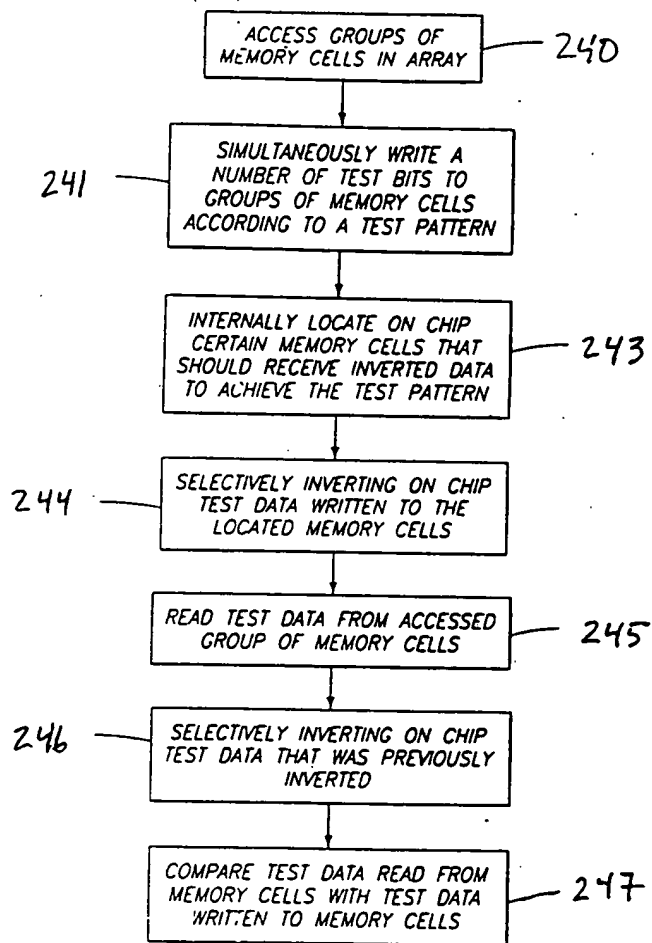 ACCESS GROUPS OF
MEMORY CELLS IN ARRAY
240
SIMULTANEOUSLY WRITE A
NUMBER OF TEST BITS TO
GROUPS OF MEMORY CELLS
ACCORDING TO A TEST PATTERN
241
INTERNALLY LOCATE ON CHIP
CERTAIN MEMORY CELLS THAT
SHOULD RECEIVE INVERTED DATA
TO ACHIEVE THE TEST PATTERN
243
SELECTIVELY INVERTING ON CHIP
TEST DATA WRITTEN TO THE
LOCATED MEMORY CELLS
244
READ TEST DATA FROM ACCESSED
GROUP OF MEMORY CELLS
245
SELECTIVELY INVERTING ON CHIP
TEST DATA THAT WAS PREVIOUSLY
INVERTED
246
COMPARE TEST DATA READ FROM
MEMORY CELLS WITH TEST DATA
WRITTEN TO MEMORY CELLS
247